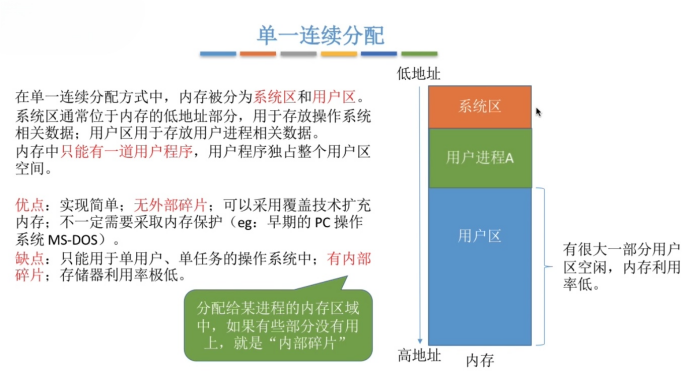 单一连续分配
在单一连续分配方式中，内存被分为系统区和用户区。
系统区通常位于内存的低地址部分，用于存放操作系统
相关数据；用户区用于存放用户进程相关数据。
内存中只能有一道用户程序，用户程序独占整个用户区
空间。
优点：实现简单；无外部碎片；可以采用覆盖技术扩充
内存；不一定需要采取内存保护（eg：早期的 PC 操作
系统 MS-DOS）。
缺点：只能用于单用户、单任务的操作系统中；有内部
碎片；存储器利用率极低。
分配给某进程的内存区域
中，如果有些部分没有用
上，就是“内部碎片”
低地址
系统区
用户进程A
用户区
有很大一部分用户
区空闲，内存利用
率低。
高地址
内存